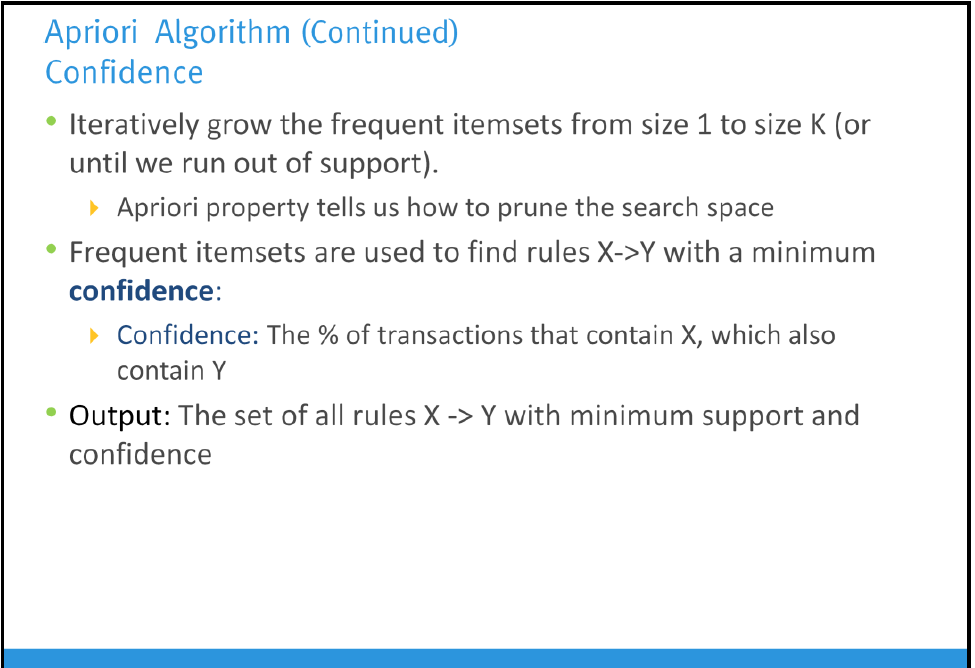 Apriori Algorithm (Continued)
Confidence
• Iteratively grow the frequent itemsets from size 1 to size K (or
until we run out of support).
Apriori property tells us how to prune the search space
• Frequent itemsets are used to find rules X->Y with a minimum
confidence:
Confidence: The % of transactions that contain X, which also
contain Y
• Output: The set of all rules X -> Y with minimum support and
confidence